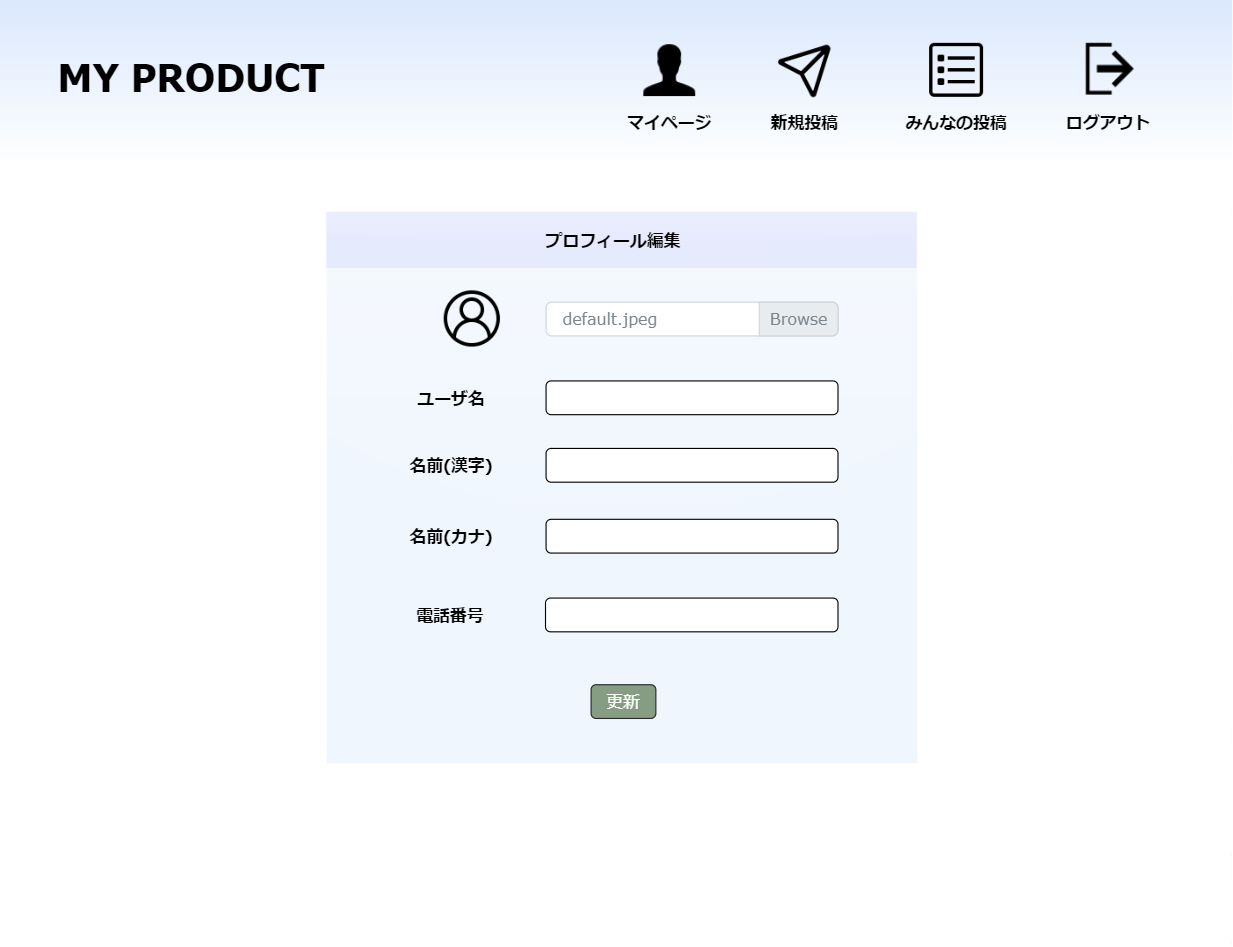 MY PRODUCT
マイページ
新規投稿
みんなの投稿
ログアウト
プロフィール編集
default.jpeg
Browse
ユーザ名
名前(漢字)
名前(カナ)
電話番号
更新